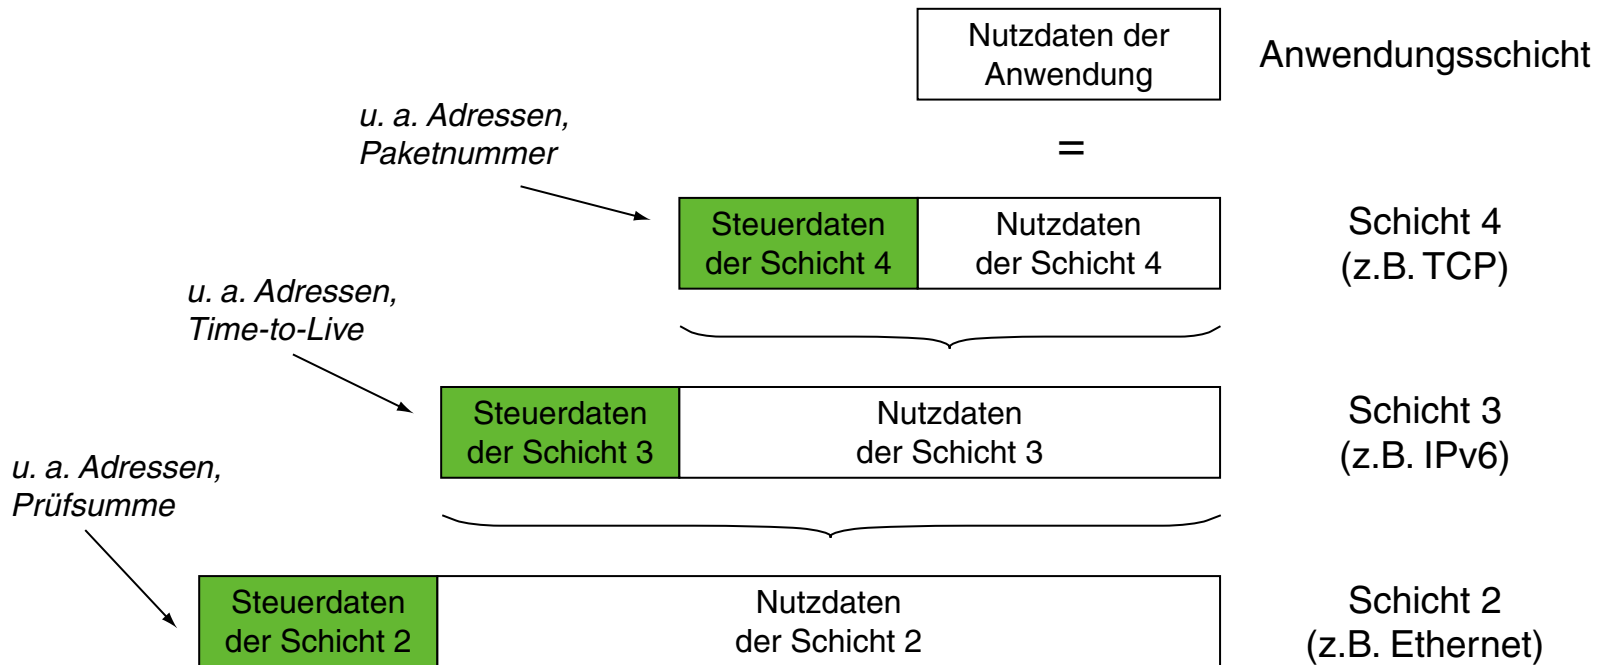 Nutzdaten der
Anwendung
Anwendungsschicht
u. a. Adressen,
Paketnummer
=
Steuerdaten
der Schicht 4
Nutzdaten
der Schicht 4
Schicht 4
(z.B. TCP)
u. a. Adressen,
Time-to-Live
Steuerdaten
der Schicht 3
Nutzdaten
der Schicht 3
Schicht 3
(z.B. IPv6)
u. a. Adressen,
Prüfsumme
Steuerdaten
der Schicht 2
Nutzdaten
der Schicht 2
Schicht 2
(z.B. Ethernet)